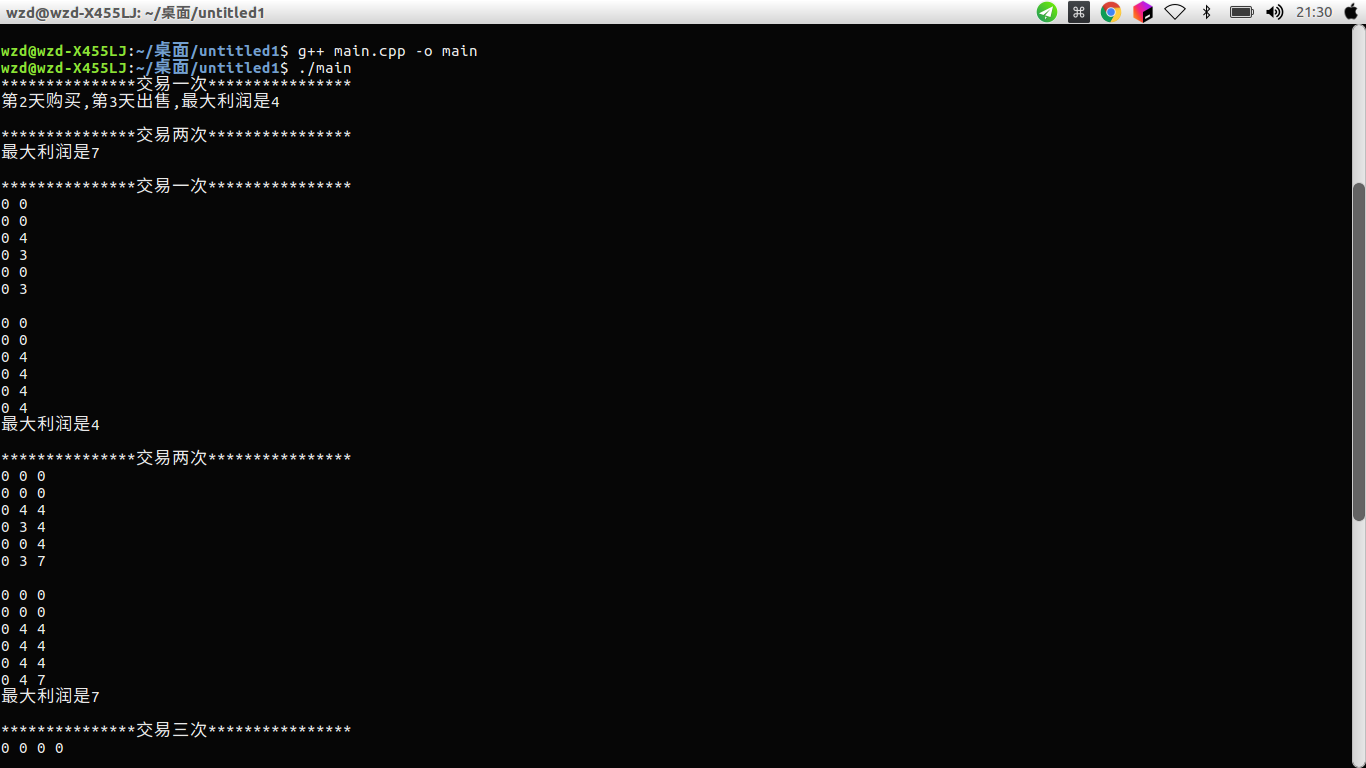 wzd@wzd-X455LJ: ~/桌面/untitled1
21:30
wzd@wzd-X455LJ:~/桌面/untitled1$ g++ main.cpp -o main
wzd@wzd-X455LJ:~/桌面/untitled1$ ./main
***************交易一次****************
第2天购买,第3天出售,最大利润是4
***************交易两次****************
最大利润是7
***************交易一次****************
0 0
0 0
0 4
0 3
0 0
0 3
0 0
0 0
0 4
0 4
0 4
0 4
最大利润是4
***************交易两次****************
0 0 0
0 0 0
0 4 4
0 3 4
0 0 4
0 3 7
0 0 0
0 0 0
0 4 4
0 4 4
0 4 4
0 4 7
最大利润是7
***************交易三次****************
0 0 0 0